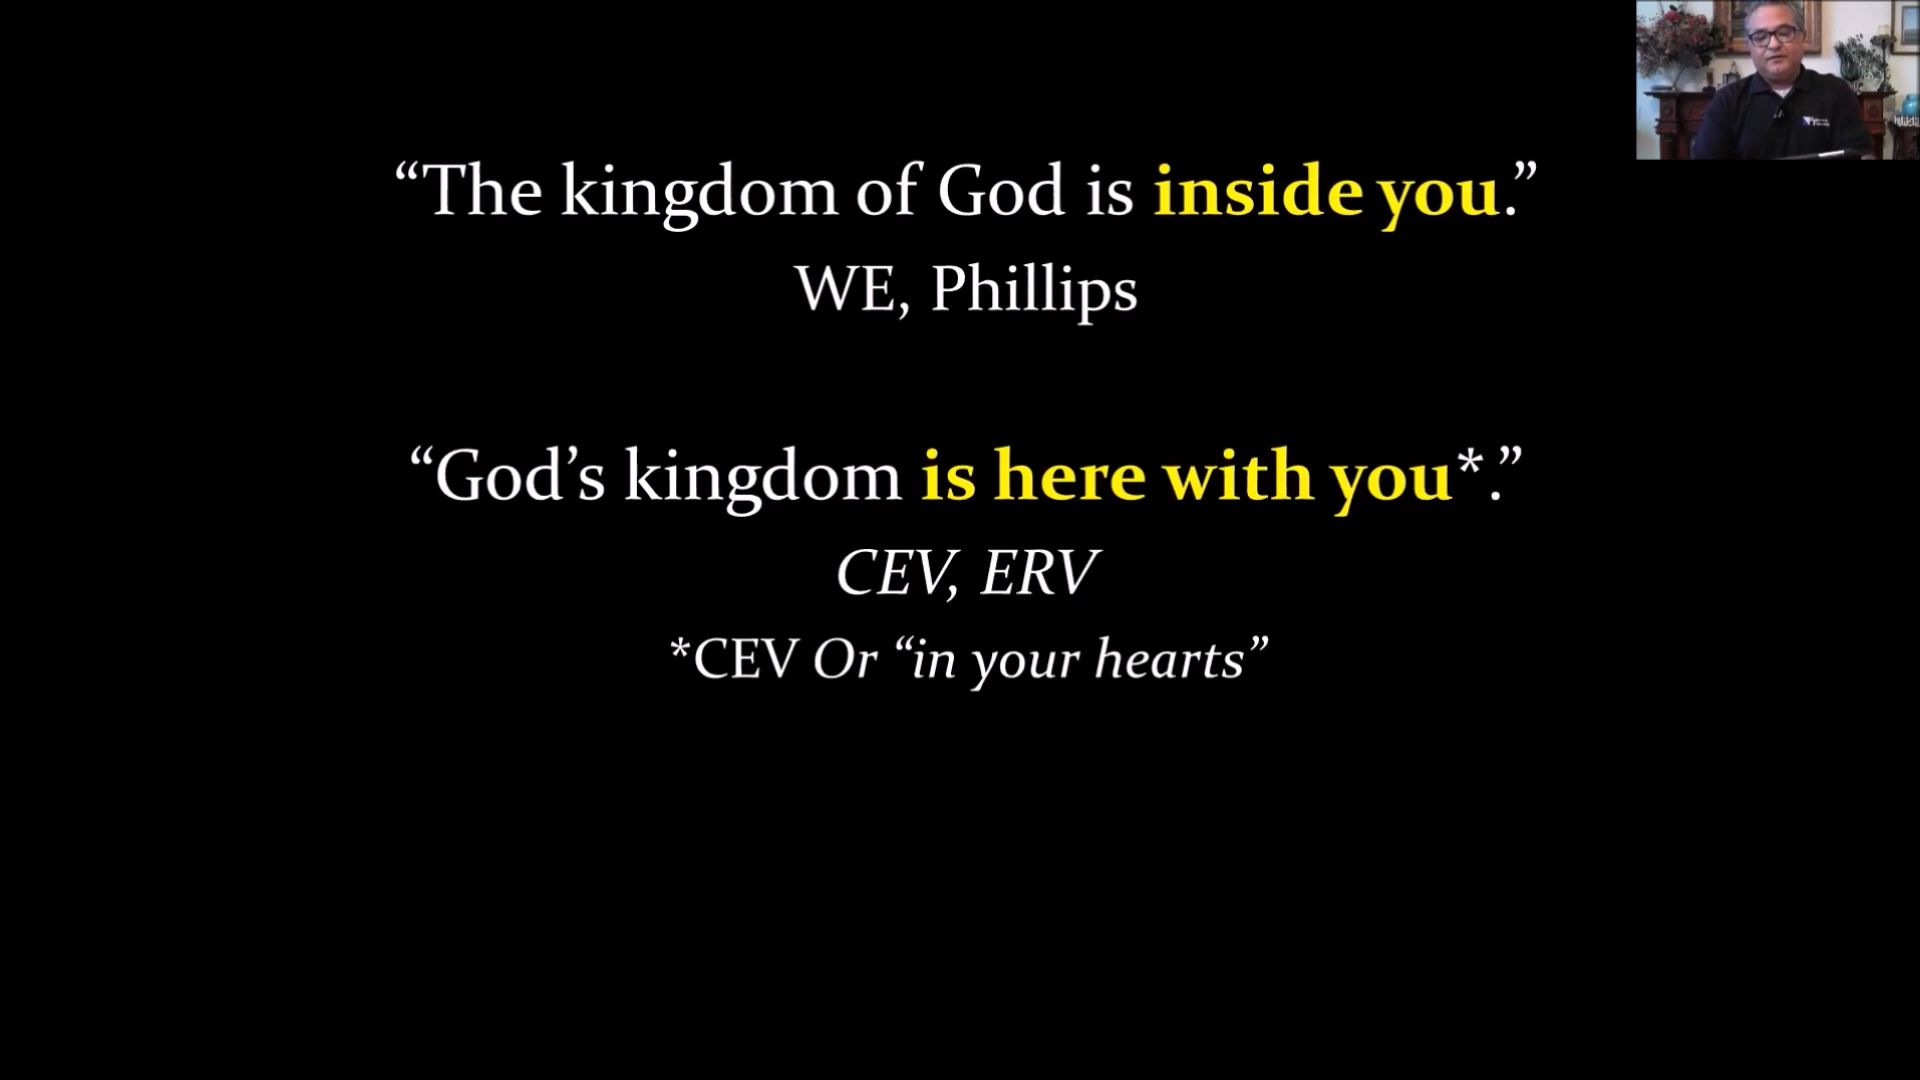 “The kingdom of God is inside you.”
WE, Phillips
“God’s kingdom is here with you*.”
CEV, ERV
*CEV Or “in your hearts”